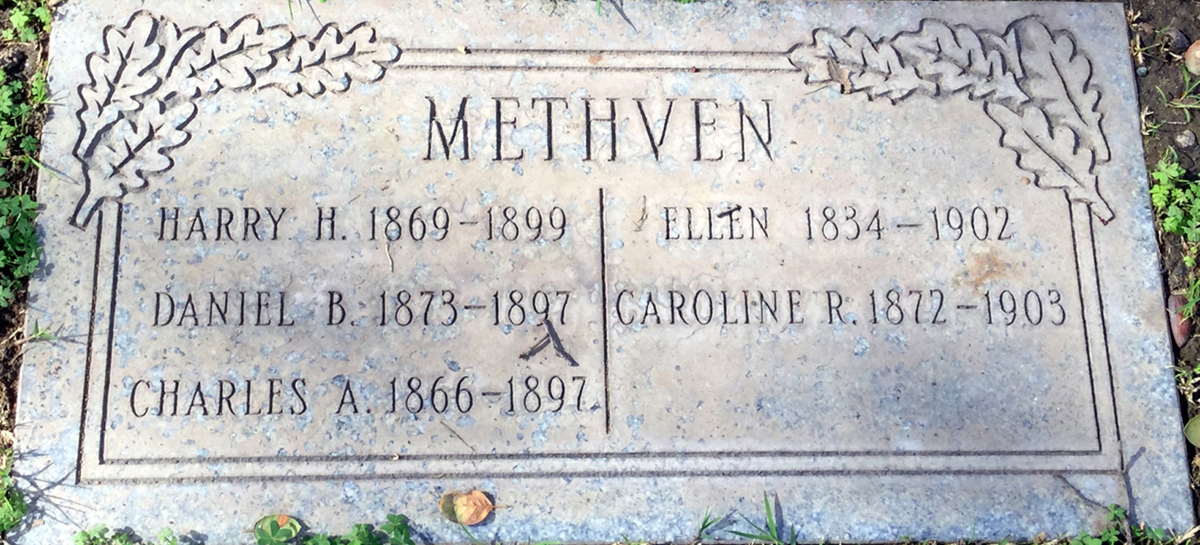 METHVEN
HARRY H. 1869-1899
DANIEL B. 1873-1897
CHARLES A. 1866-1897
ELLEN 1834-1902
CAROLINE R. 1872-1903